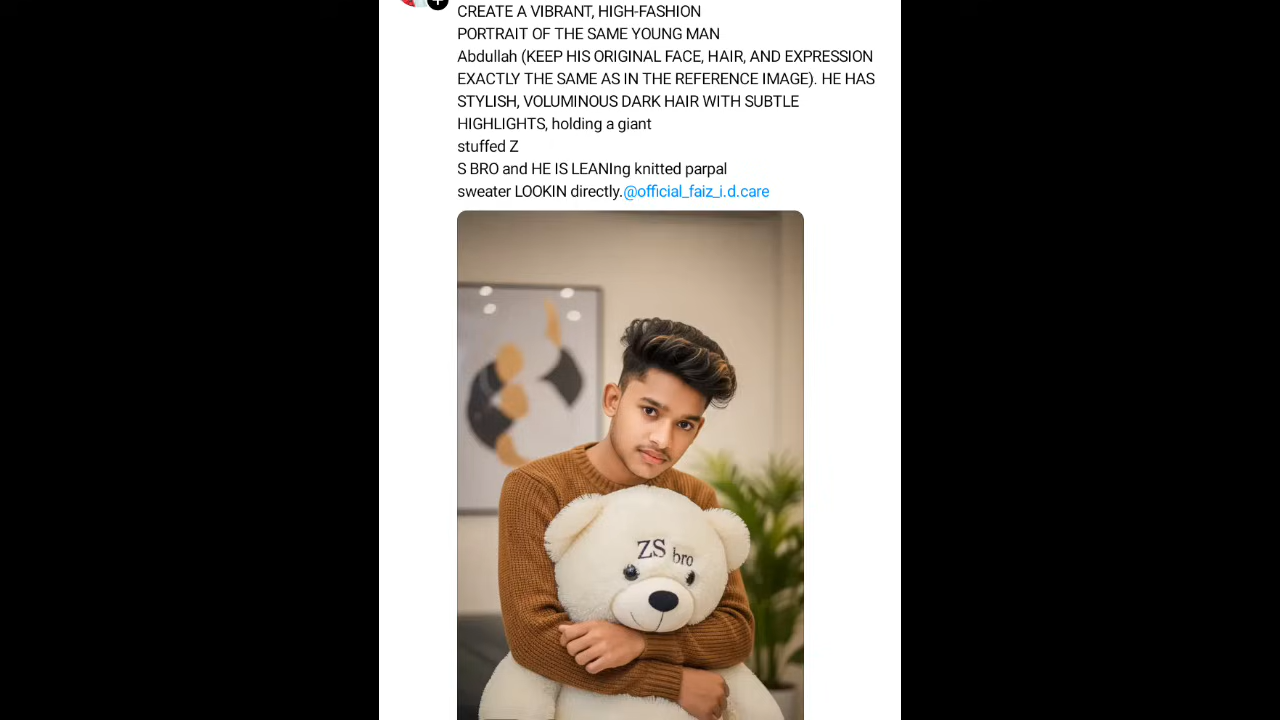 CREATE A VIBRANT, HIGH-FASHION
PORTRAIT OF THE SAME YOUNG MAN
Abdullah (KEEP HIS ORIGINAL FACE, HAIR, AND EXPRESSION
EXACTLY THE SAME AS IN THE REFERENCE IMAGE). HE HAS
STYLISH, VOLUMINOUS DARK HAIR WITH SUBTLE
HIGHLIGHTS, holding a giant
stuffed Z
S BRO and HE IS LEANIng knitted parpal
sweater LOOKIN directly.@official_faiz_i.d.care
ZS bro